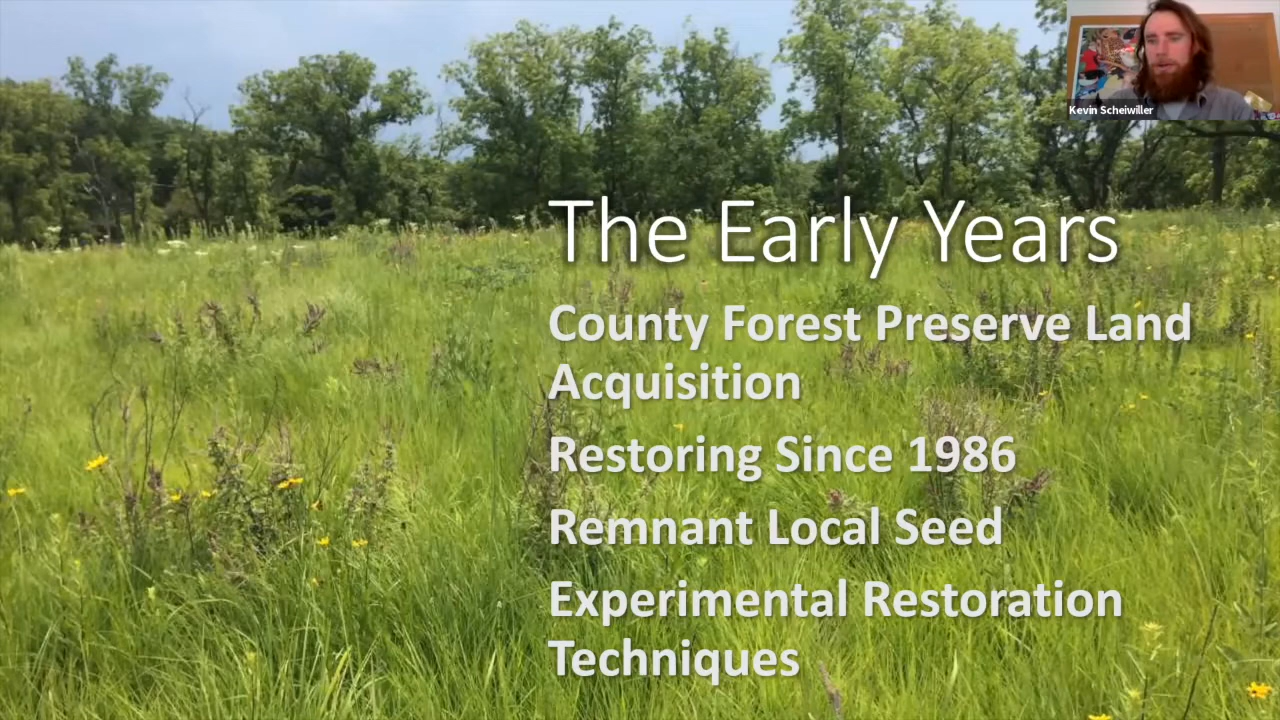 Kevin Scheiwiller
The Early Years
County Forest Preserve Land
Acquisition
Restoring Since 1986
Remnant Local Seed
Experimental Restoration
Techniques